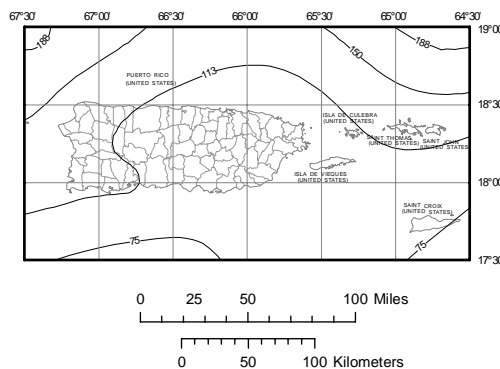 67°30' 67°00' 66°30' 66°00' 65°30' 65°00' 64°30'
19°00'
188
150
188
PUERTO RICO
(UNITED STATES)
113
18°30'
ISLA DE CULEBRA
(UNITED STATES)
SAINT THOMAS
(UNITED STATES)
SAINT JOHN
(UNITED STATES)
ISLA DE VIEQUES
(UNITED STATES)
18°00'
SAINT CROIX
(UNITED STATES)
75
75
17°30'
0 25 50 100 Miles
0 50 100 Kilometers